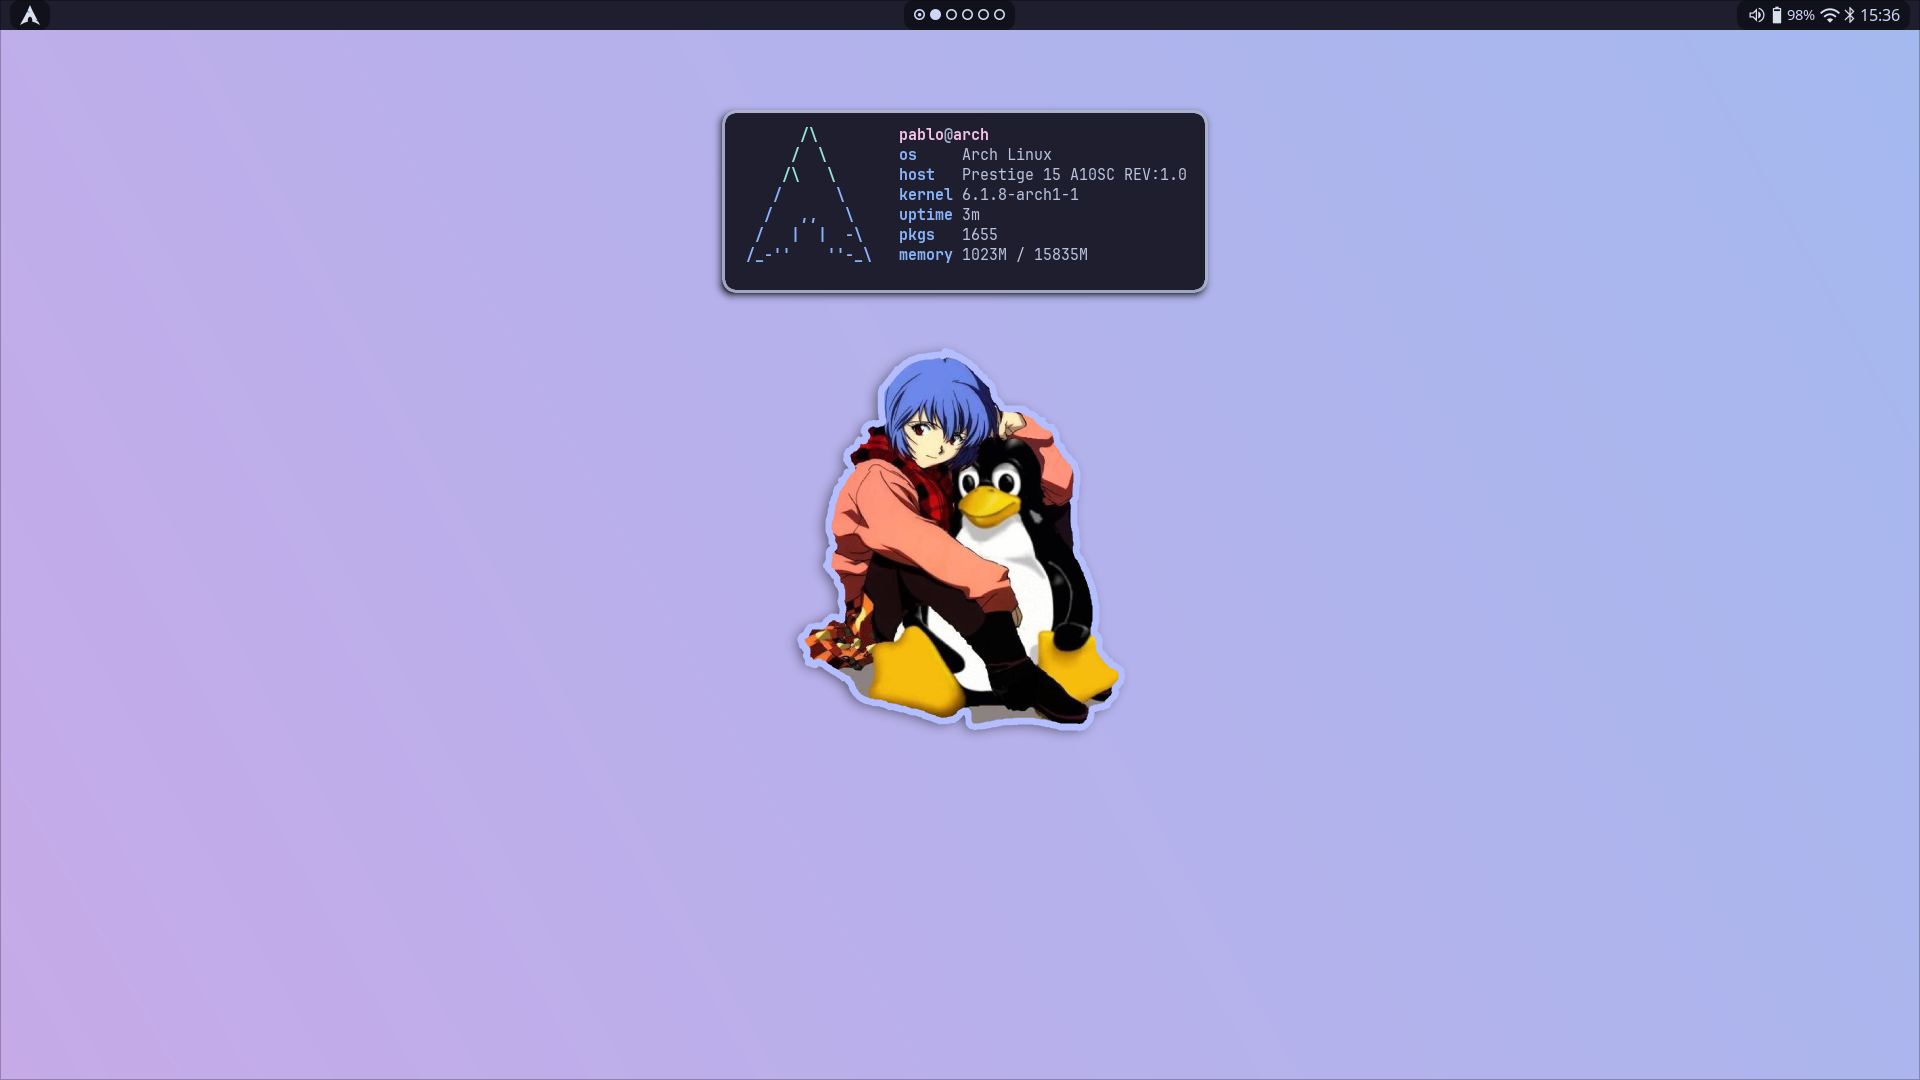 98% 15:36
pablo@arch
os Arch Linux
host Prestige 15 A10SC REV:1.0
kernel 6.1.8-arch1-1
uptime 3m
pkgs 1655
memory 1023M / 15835M